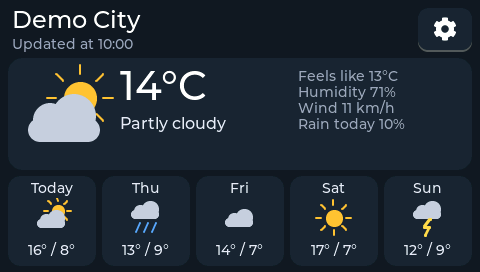 Demo City
Updated at 10:00
14°C
Partly cloudy
Feels like 13°C
Humidity 71%
Wind 11 km/h
Rain today 10%
Today
16° / 8°
Thu
13° / 9°
Fri
14° / 7°
Sat
17° / 7°
Sun
12° / 9°